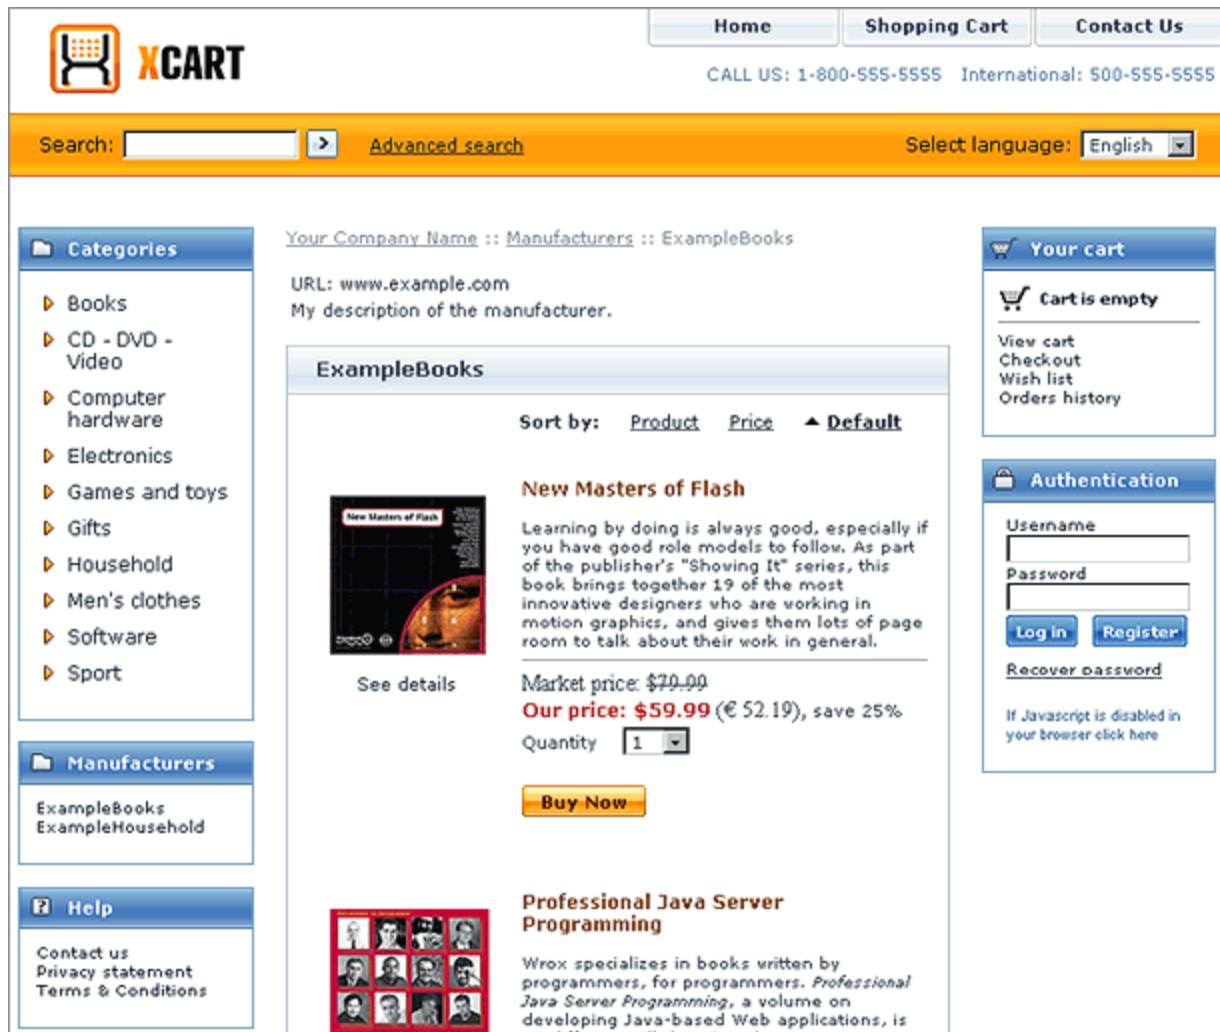 XCART
Home
Shopping Cart
Contact Us
CALL US: 1-800-555-5555 International: 500-555-5555
Search:
Advanced search
Select language: English
Categories
Books
CD - DVD -
Video
Computer
hardware
Electronics
Games and toys
Gifts
Household
Men's clothes
Software
Sport
Manufacturers
ExampleBooks
ExampleHousehold
Help
Contact us
Privacy statement
Terms & Conditions
Your Company Name :: Manufacturers :: ExampleBooks
URL: www.example.com
My description of the manufacturer.
ExampleBooks
Sort by: Product Price Default
New Masters of Flash
See details
New Masters of Flash
Learning by doing is always good, especially if
you have good role models to follow. As part
of the publisher's "Showing It" series, this
book brings together 19 of the most
innovative designers who are working in
motion graphics, and gives them lots of page
room to talk about their work in general.
Market price: $79.99
Our price: $59.99 (€ 52.19), save 25%
Quantity 1
Buy Now
Professional Java Server
Programming
Wrox specializes in books written by
programmers, for programmers. Professional
Java Server Programming, a volume on
developing Java-based Web applications, is
Your cart
Cart is empty
View cart
Checkout
Wish list
Orders history
Authentication
Username
Password
Log in
Register
Recover password
If Javascript is disabled in
your browser click here